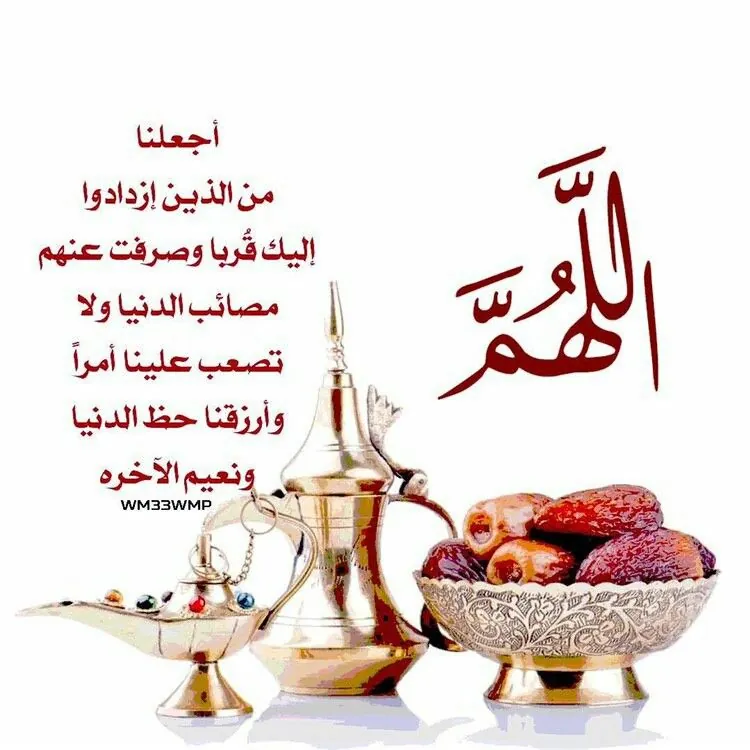 اللَّهُمَّ
أجعلنا
من الذين إزدادوا
إليك قُربا وصرفت عنهم
مصائب الدنيا ولا
تصعب علينا أمراً
وأرزقنا حظ الدنيا
ونعيم الآخره
WM33WMP